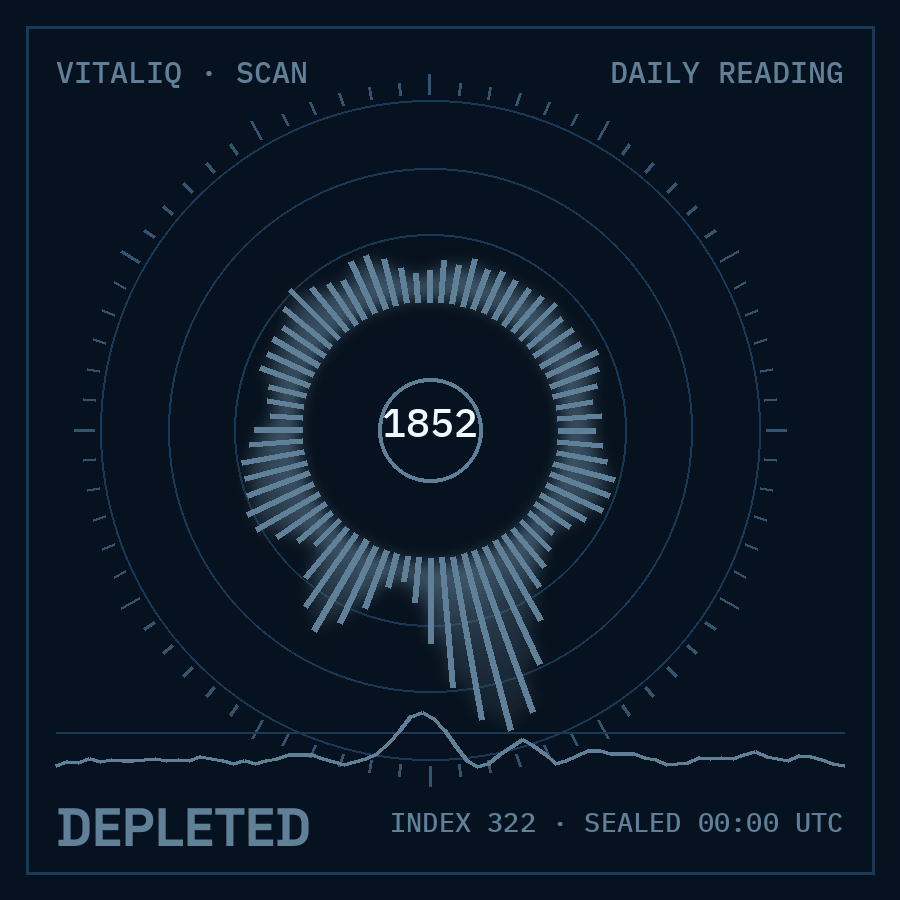 VITALIQ · SCAN
DAILY READING
1852
DEPLETED
INDEX 322 · SEALED 00:00 UTC